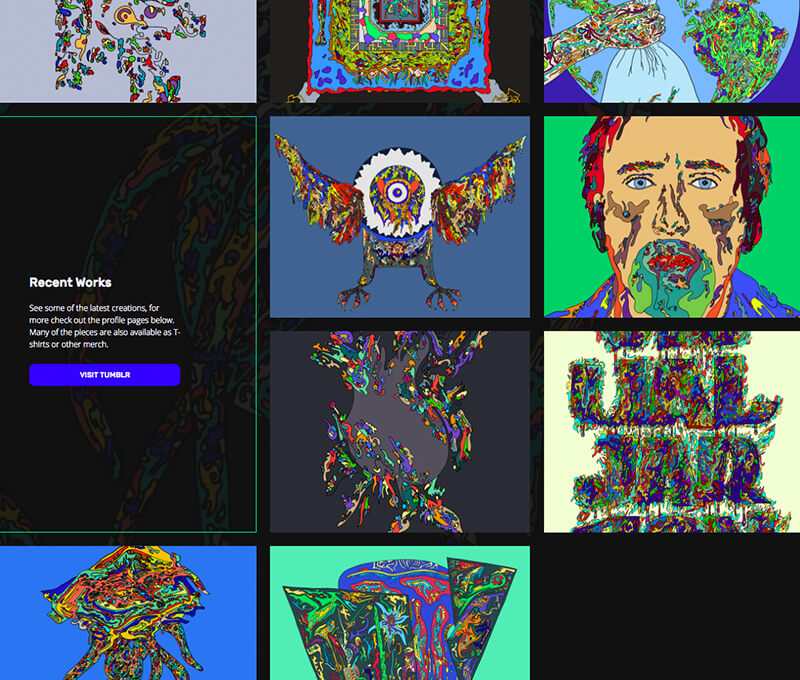 Recent Works
See some of the latest creations, for
more check out the profile pages below.
Many of the pieces are also available as T-
shirts or other merch.
VISIT TUMBLR